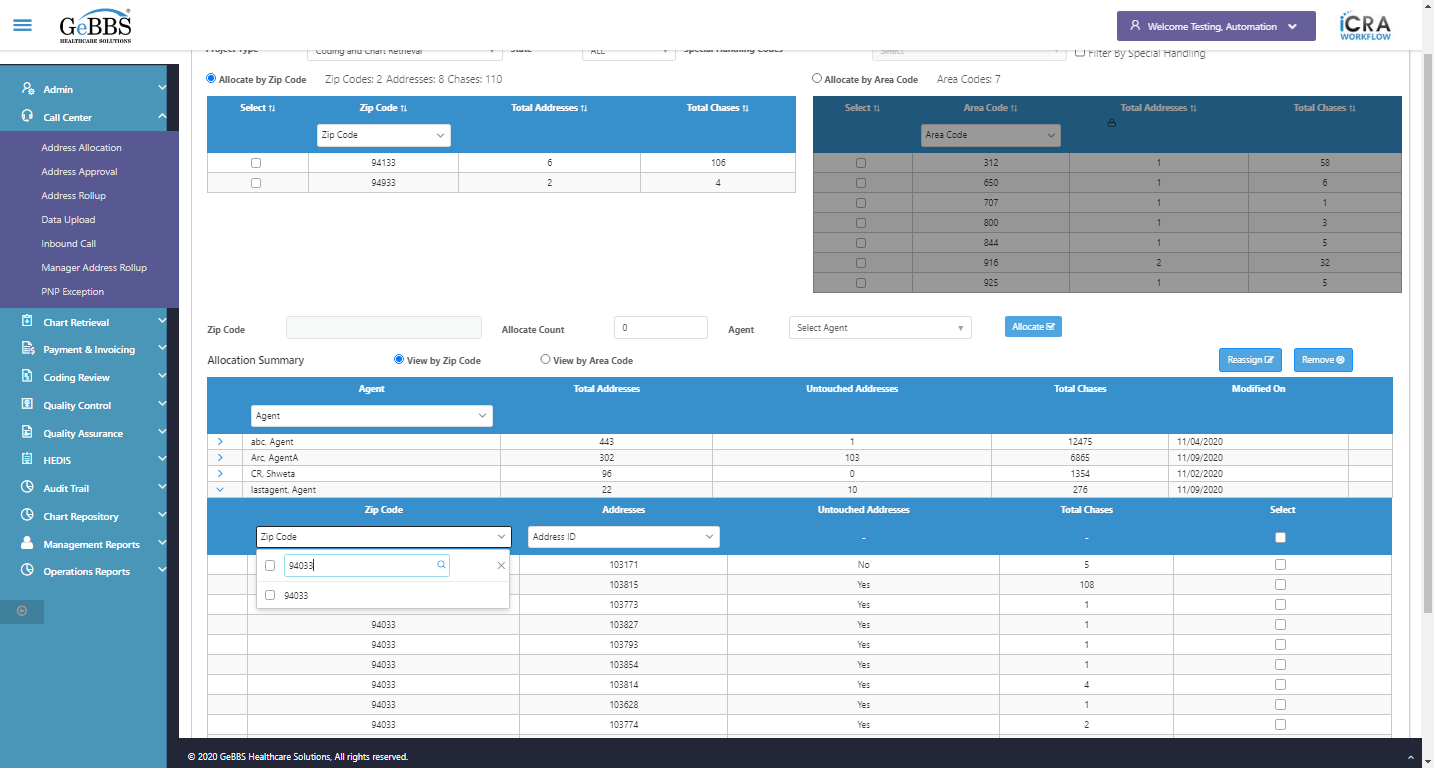 GeBBS
HEALTHCARE SOLUTIONS
Welcome Testing, Automation
iCRA
WORKFLOW
Project Type Coding and Chart Retrieval State ALL Special Handling Codes Select Filter By Special Handling
Allocate by Zip Code Zip Codes: 2 Addresses: 8 Chases: 110
Allocate by Area Code Area Codes: 7
Admin
Call Center
Address Allocation
Address Approval
Address Rollup
Data Upload
Inbound Call
Manager Address Rollup
PNP Exception
Chart Retrieval
Payment & Invoicing
Coding Review
Quality Control
Quality Assurance
HEDIS
Audit Trail
Chart Repository
Management Reports
Operations Reports
Select Zip Code Total Addresses Total Chases
Zip Code
94133 6 106
94933 2 4
Select Area Code Total Addresses Total Chases
Area Code
312 1 58
650 1 6
707 1 1
800 1 3
844 1 5
916 2 32
925 1 5
Zip Code Allocate Count 0 Agent Select Agent Allocate
Allocation Summary View by Zip Code View by Area Code Reassign Remove
Agent Total Addresses Untouched Addresses Total Chases Modified On
Agent
abc, Agent 443 1 12475 11/04/2020
Arc, AgentA 302 103 6865 11/09/2020
CR, Shweta 96 0 1354 11/02/2020
lastagent, Agent 22 10 276 11/09/2020
Zip Code Addresses Untouched Addresses Total Chases Select
Zip Code Address ID - -
94033
94033
103171 No 5
103815 Yes 108
103773 Yes 1
94033 103827 Yes 1
94033 103793 Yes 1
94033 103854 Yes 1
94033 103814 Yes 4
94033 103628 Yes 1
94033 103774 Yes 2
© 2020 GeBBS Healthcare Solutions, All rights reserved.